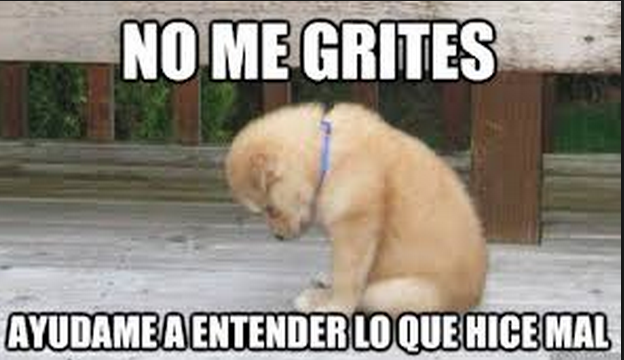 NO ME GRITES
AYUDAME A ENTENDER LO QUE HICE MAL